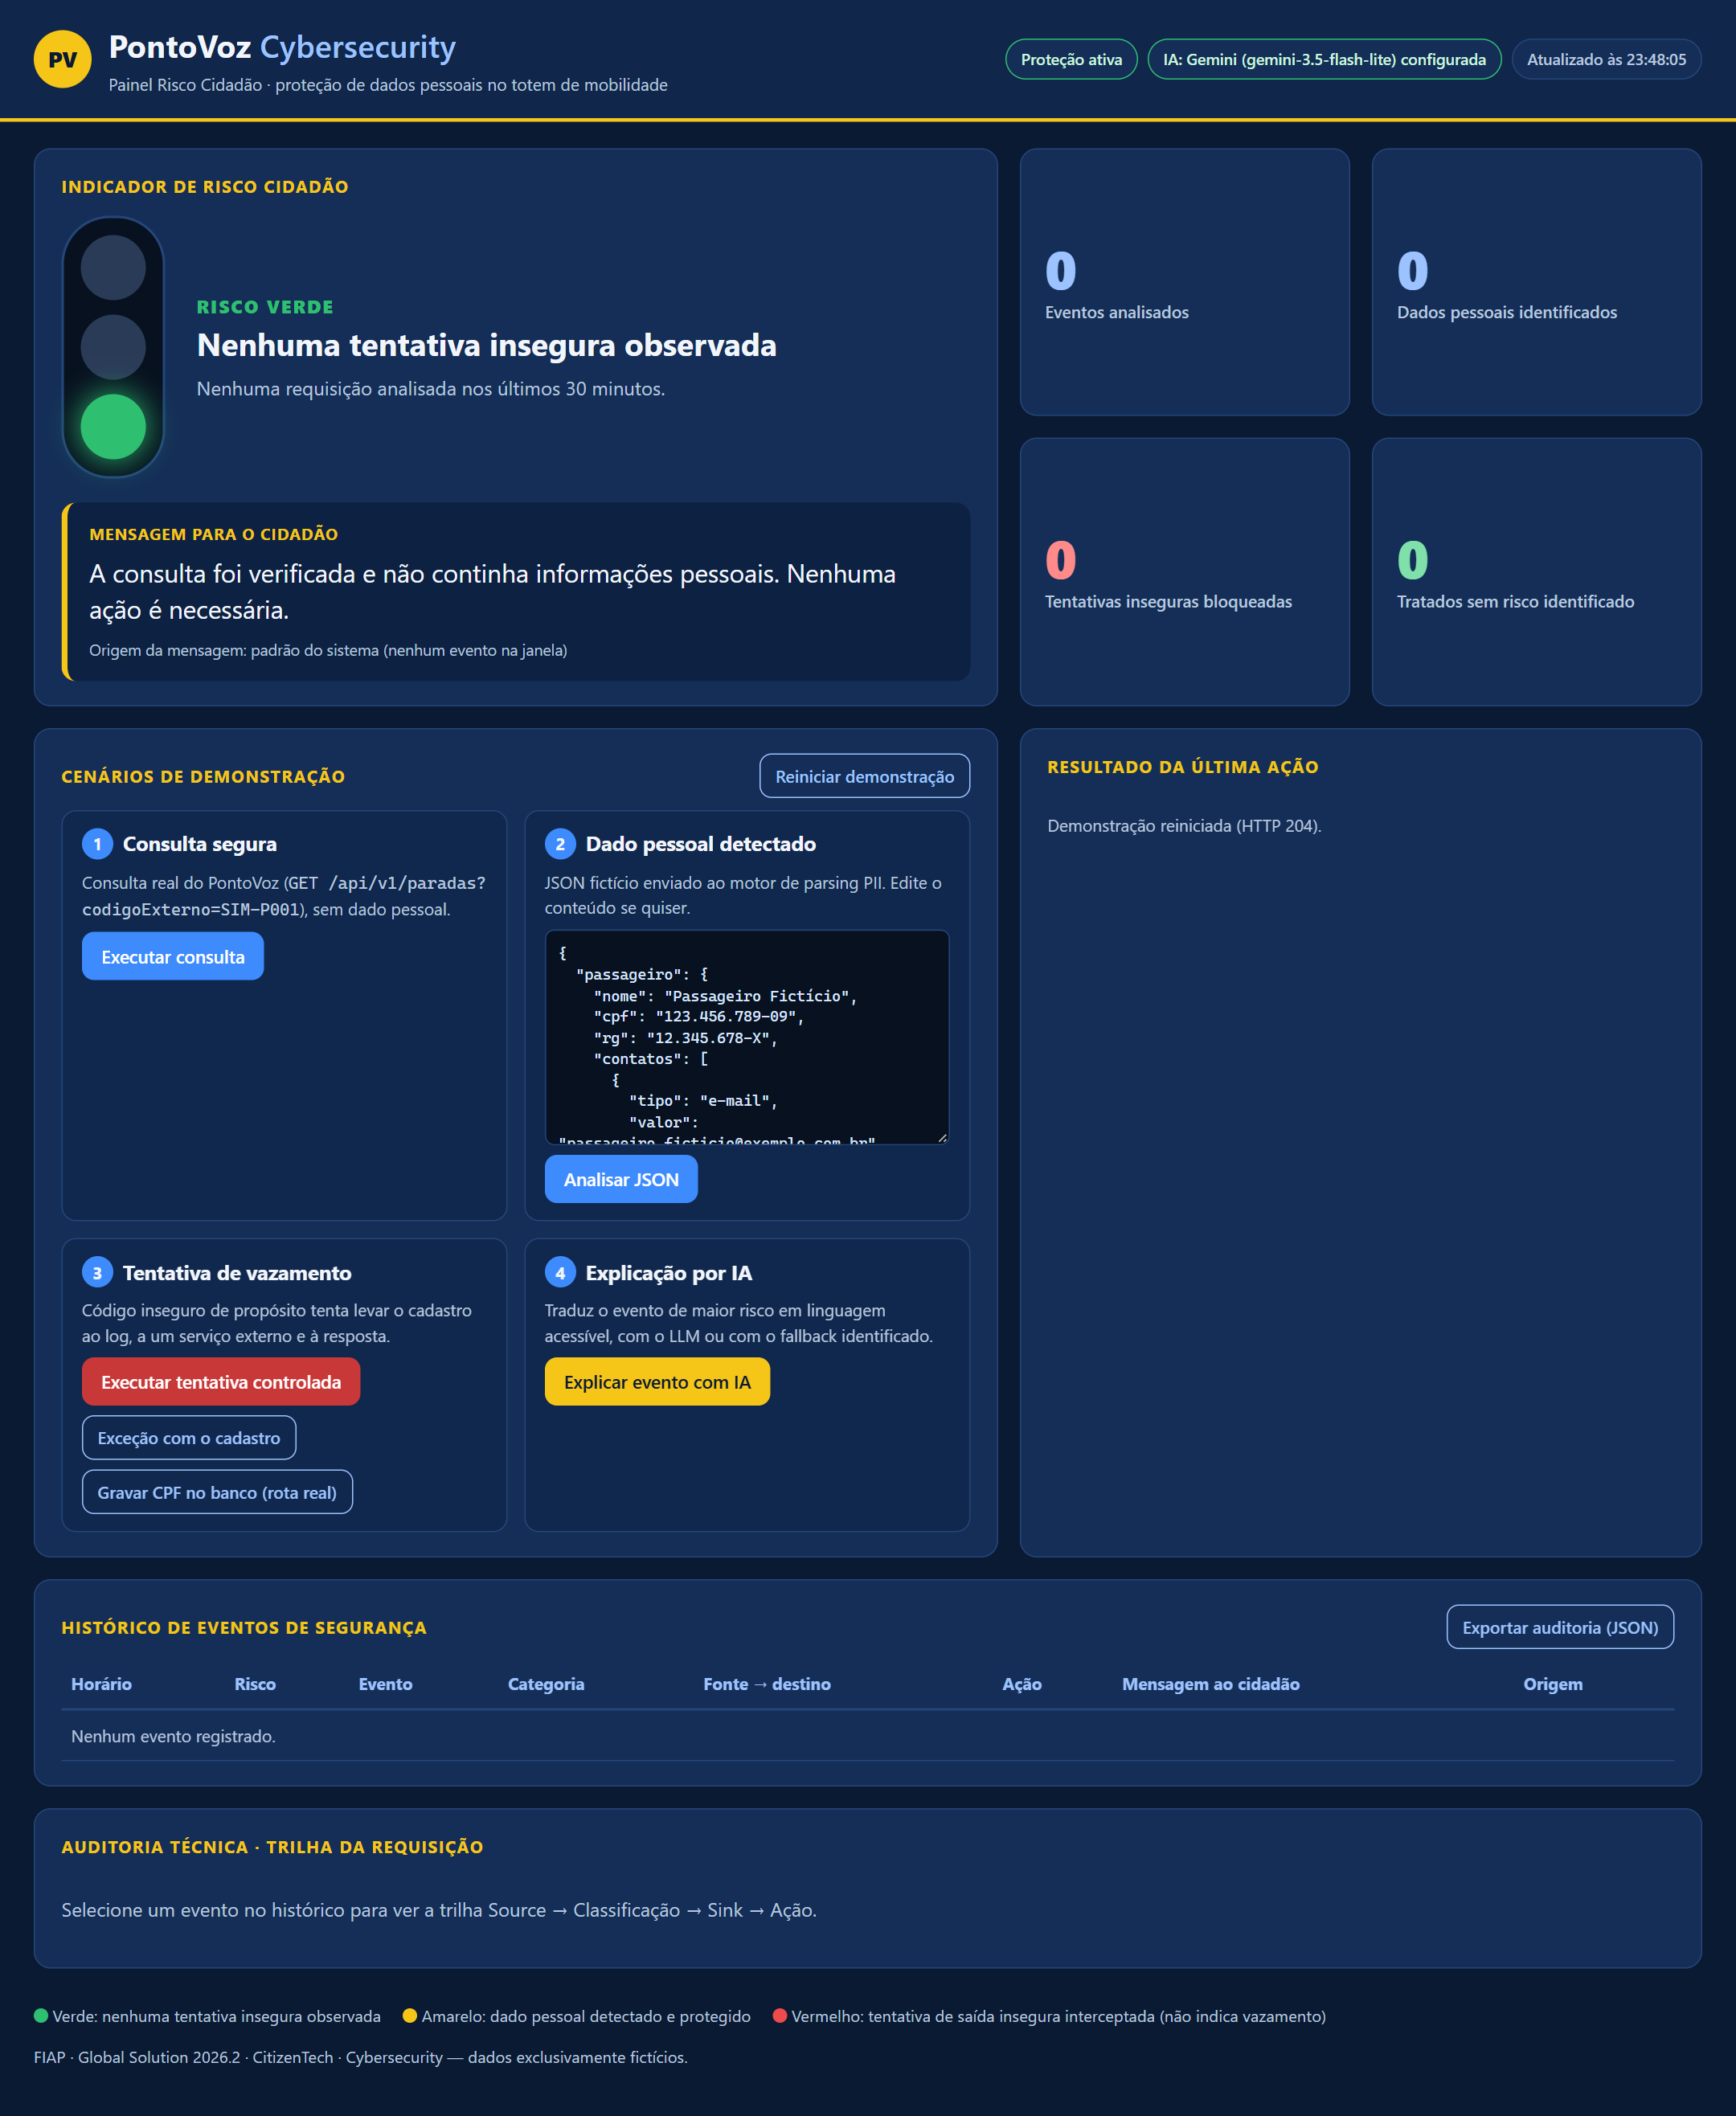 PV
PontoVoz Cybersecurity
Painel Risco Cidadão · proteção de dados pessoais no totem de mobilidade
Proteção ativa
IA: Gemini (gemini-3.5-flash-lite) configurada
Atualizado às 23:48:05
INDICADOR DE RISCO CIDADÃO
RISCO VERDE
Nenhuma tentativa insegura observada
Nenhuma requisição analisada nos últimos 30 minutos.
MENSAGEM PARA O CIDADÃO
A consulta foi verificada e não continha informações pessoais. Nenhuma
ação é necessária.
Origem da mensagem: padrão do sistema (nenhum evento na janela)
0
Eventos analisados
0
Dados pessoais identificados
0
Tentativas inseguras bloqueadas
0
Tratados sem risco identificado
CENÁRIOS DE DEMONSTRAÇÃO
Reiniciar demonstração
1 Consulta segura
Consulta real do PontoVoz (GET /api/v1/paradas?
codigoExterno=SIM-P001), sem dado pessoal.
Executar consulta
2 Dado pessoal detectado
JSON fictício enviado ao motor de parsing PII. Edite o
conteúdo se quiser.
{
"passageiro": {
"nome": "Passageiro Fictício",
"cpf": "123.456.789-09",
"rg": "12.345.678-X",
"contatos": [
{
"tipo": "e-mail",
"valor":
"passageiro.ficticio@exemplo.com.br"
Analisar JSON
3 Tentativa de vazamento
Código inseguro de propósito tenta levar o cadastro
ao log, a um serviço externo e à resposta.
Executar tentativa controlada
Exceção com o cadastro
Gravar CPF no banco (rota real)
4 Explicação por IA
Traduz o evento de maior risco em linguagem
acessível, com o LLM ou com o fallback identificado.
Explicar evento com IA
RESULTADO DA ÚLTIMA AÇÃO
Demonstração reiniciada (HTTP 204).
HISTÓRICO DE EVENTOS DE SEGURANÇA
Exportar auditoria (JSON)
Horário Risco Evento Categoria Fonte → destino Ação Mensagem ao cidadão Origem
Nenhum evento registrado.
AUDITORIA TÉCNICA · TRILHA DA REQUISIÇÃO
Selecione um evento no histórico para ver a trilha Source → Classificação → Sink → Ação.
Verde: nenhuma tentativa insegura observada Amarelo: dado pessoal detectado e protegido Vermelho: tentativa de saída insegura interceptada (não indica vazamento)
FIAP · Global Solution 2026.2 · CitizenTech · Cybersecurity — dados exclusivamente fictícios.